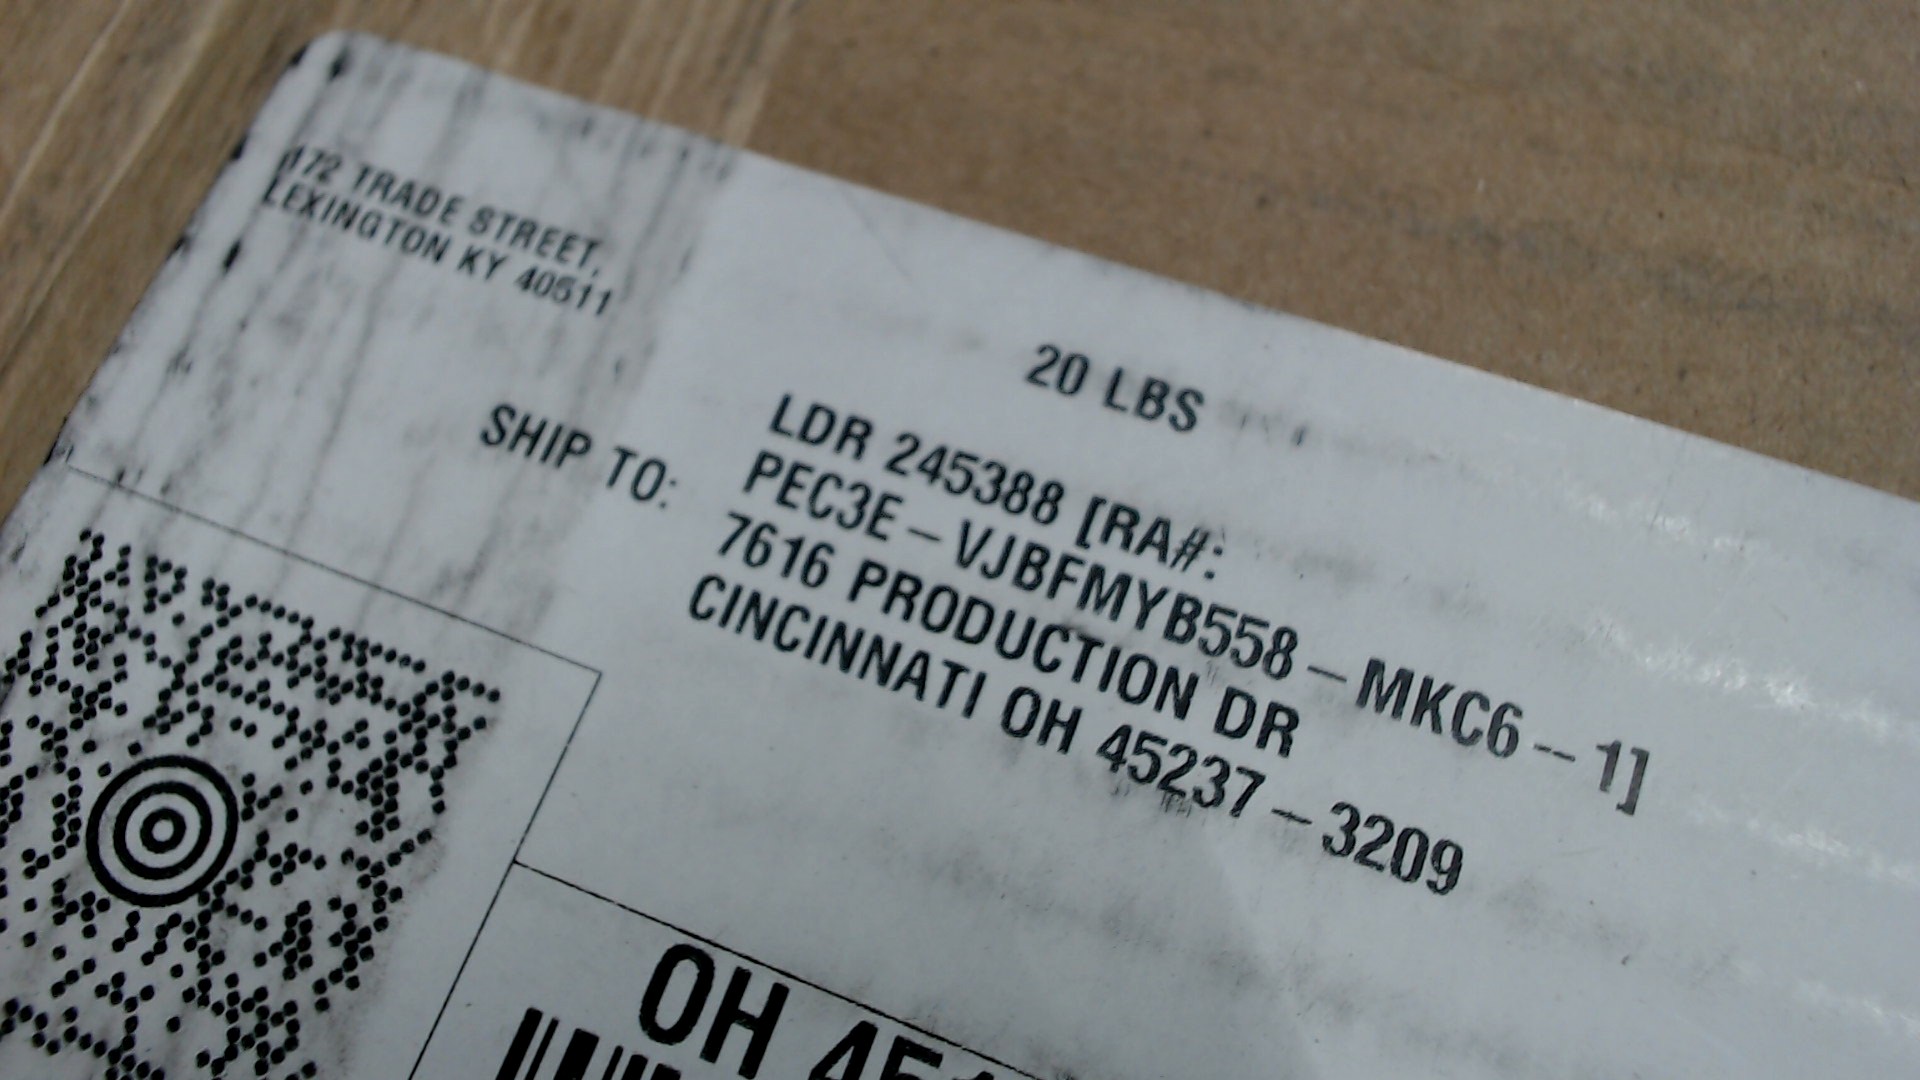 172 TRADE STREET,
LEXINGTON KY 40511
20 LBS
SHIP TO:
LDR 245388 [RA#:
PEC3E-VJBFMYB558-MKC6--1]
7616 PRODUCTION DR
CINCINNATI OH 45237-3209
OH